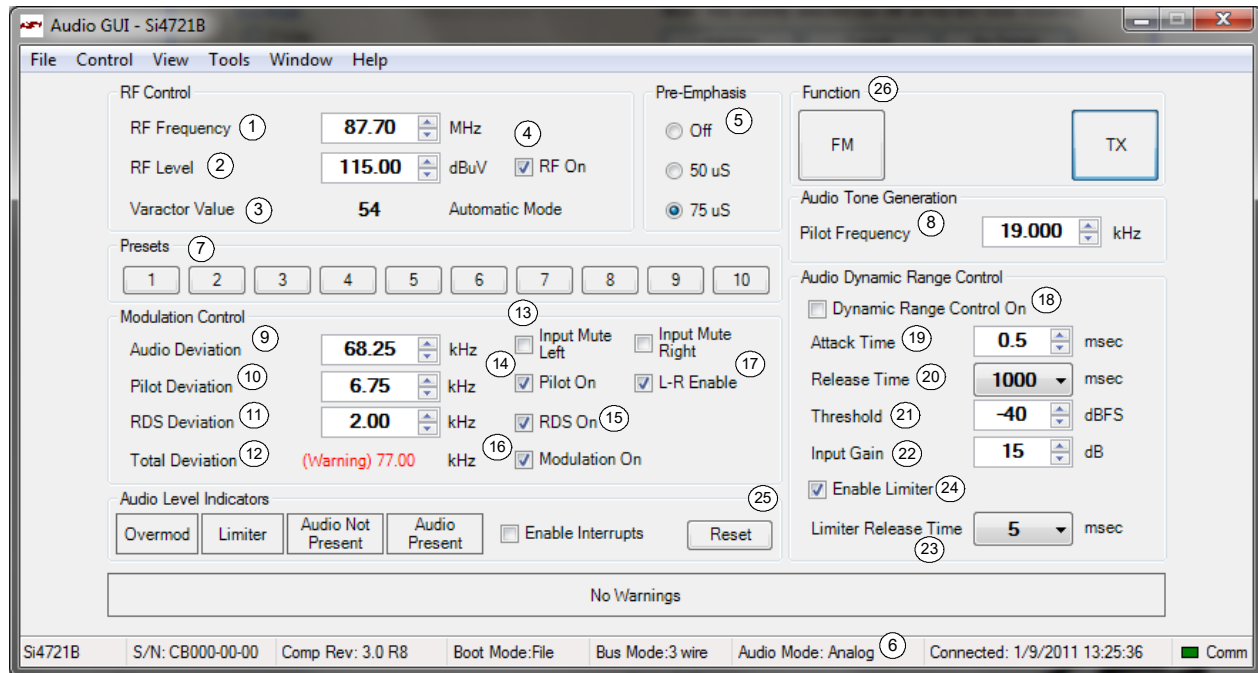 Audio GUI - Si4721B
File Control View Tools Window Help
RF Control
RF Frequency 1 87.70 MHz
4
RF Level 2 115.00 dBuV RF On
Varactor Value 3 54 Automatic Mode
Pre-Emphasis
Off 5
50 uS
75 uS
Function 26
FM TX
Audio Tone Generation
Pilot Frequency 8 19.000 kHz
Presets 7
1 2 3 4 5 6 7 8 9 10
Modulation Control
Audio Deviation 9 68.25 kHz
13
Input Mute Left
Input Mute Right
Pilot Deviation 10 6.75 kHz
14 Pilot On
L-R Enable 17
RDS Deviation 11 2.00 kHz
RDS On 15
Total Deviation 12 (Warning) 77.00 kHz
16 Modulation On
Audio Dynamic Range Control
Dynamic Range Control On 18
Attack Time 19 0.5 msec
Release Time 20 1000 msec
Threshold 21 -40 dBFS
Input Gain 22 15 dB
Enable Limiter 24
Limiter Release Time 5 msec
23
Audio Level Indicators 25
Overmod
Limiter
Audio Not Present
Audio Present
Enable Interrupts
Reset
No Warnings
Si4721B S/N: CB000-00-00 Comp Rev: 3.0 R8 Boot Mode:File Bus Mode:3 wire Audio Mode: Analog 6 Connected: 1/9/2011 13:25:36 Comm